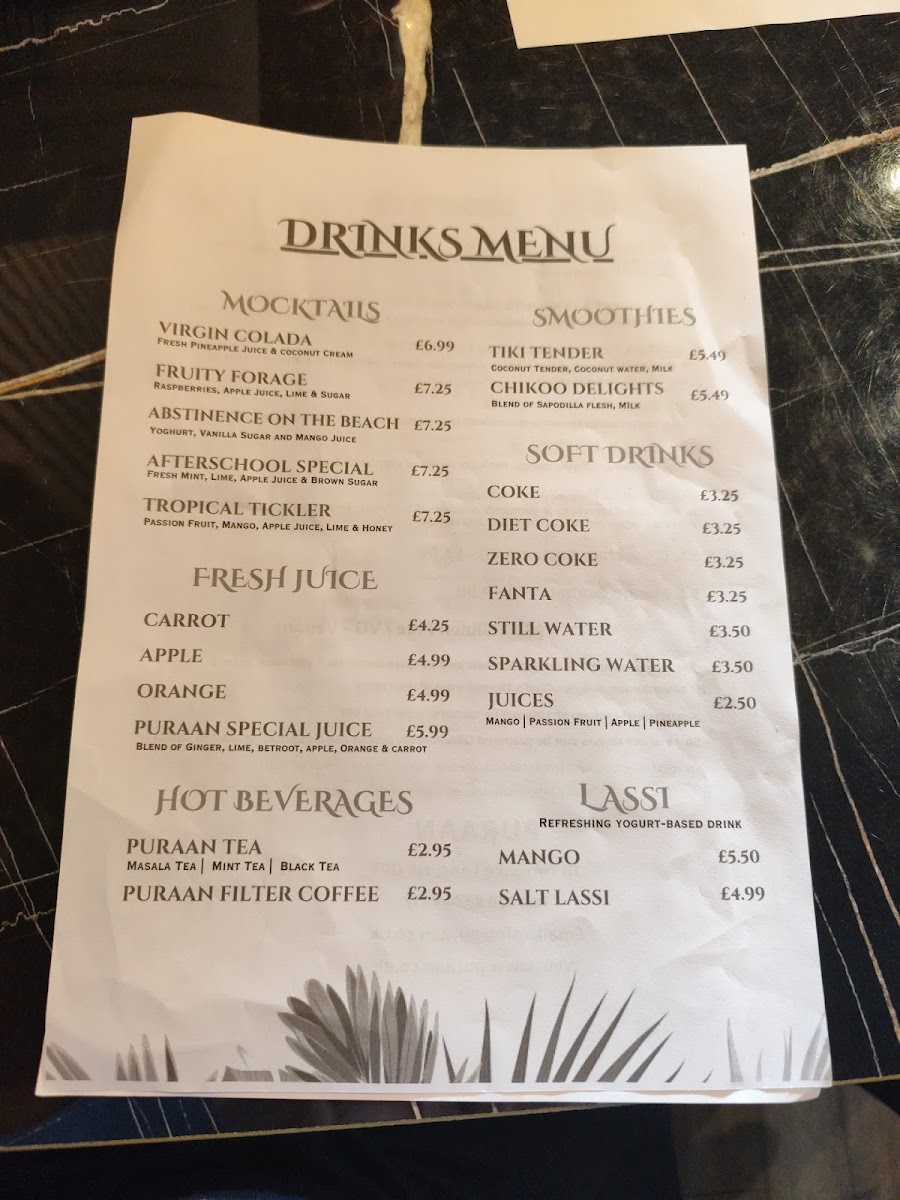 DRINKS MENU
MOCKTAILS
VIRGIN COLADA £6.99
FRESH PINEAPPLE JUICE & COCONUT CREAM
FRUITY FORAGE £7.25
RASPBERRIES, APPLE JUICE, LIME & SUGAR
ABSTINENCE ON THE BEACH £7.25
YOGHURT, VANILLA SUGAR AND MANGO JUICE
AFTERSCHOOL SPECIAL £7.25
FRESH MINT, LIME, APPLE JUICE & BROWN SUGAR
TROPICAL TICKLER £7.25
PASSION FRUIT, MANGO, APPLE JUICE, LIME & HONEY
FRESH JUICE
CARROT £4.25
APPLE £4.99
ORANGE £4.99
PURAAN SPECIAL JUICE £5.99
BLEND OF GINGER, LIME, BETROOT, APPLE, ORANGE & CARROT
HOT BEVERAGES
PURAAN TEA £2.95
MASALA TEA | MINT TEA | BLACK TEA
PURAAN FILTER COFFEE £2.95
SMOOTHIES
TIKI TENDER £5.49
COCONUT TENDER, COCONUT WATER, MILK
CHIKOO DELIGHTS £5.49
BLEND OF SAPODILLA FLESH, MILK
SOFT DRINKS
COKE £3.25
DIET COKE £3.25
ZERO COKE £3.25
FANTA £3.25
STILL WATER £3.50
SPARKLING WATER £3.50
JUICES £2.50
MANGO | PASSION FRUIT | APPLE | PINEAPPLE
LASSI
REFRESHING YOGURT-BASED DRINK
MANGO £5.50
SALT LASSI £4.99